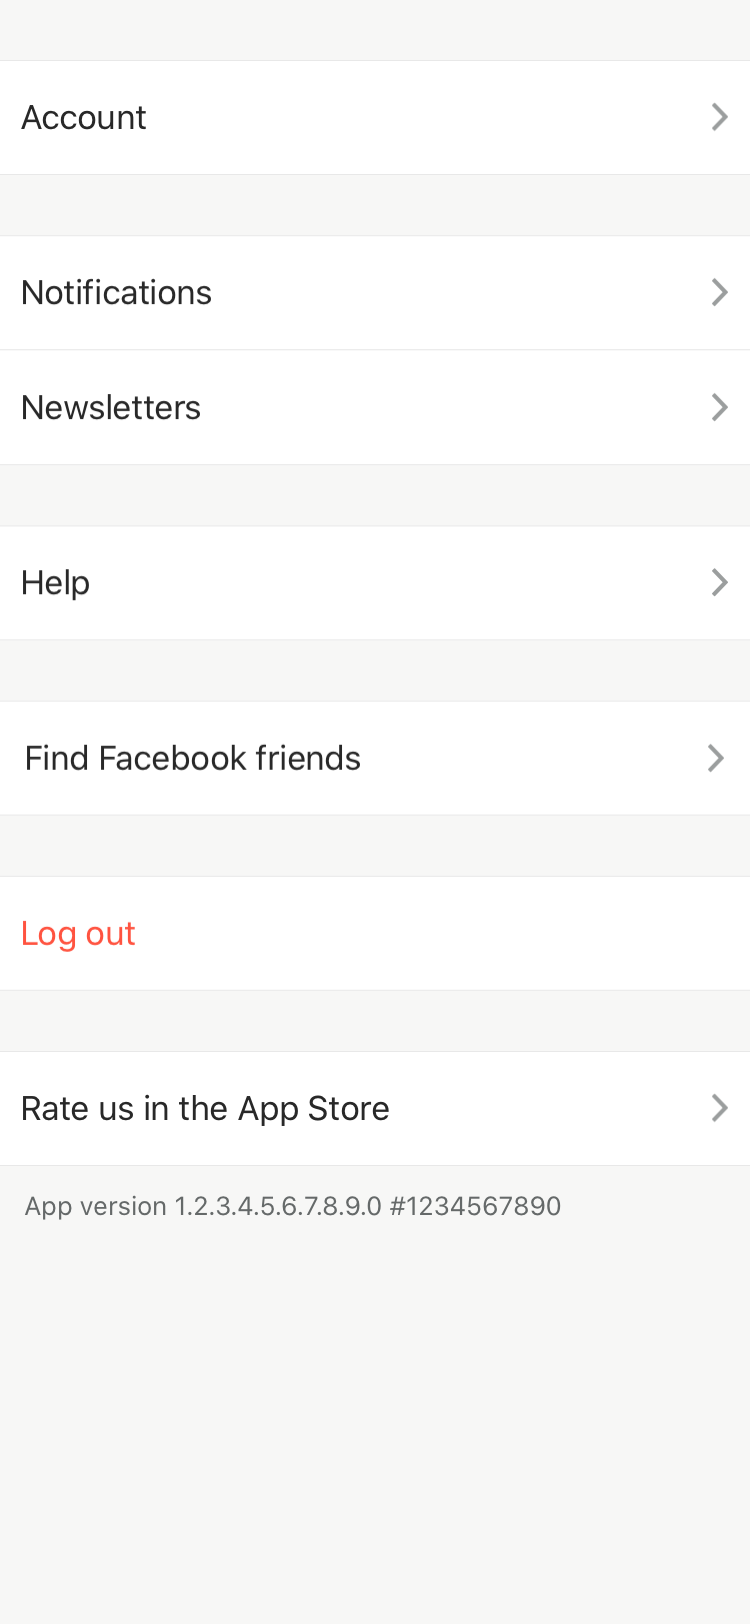 Account
Notifications
Newsletters
Help
Find Facebook friends
Log out
Rate us in the App Store
App version 1.2.3.4.5.6.7.8.9.0 #1234567890